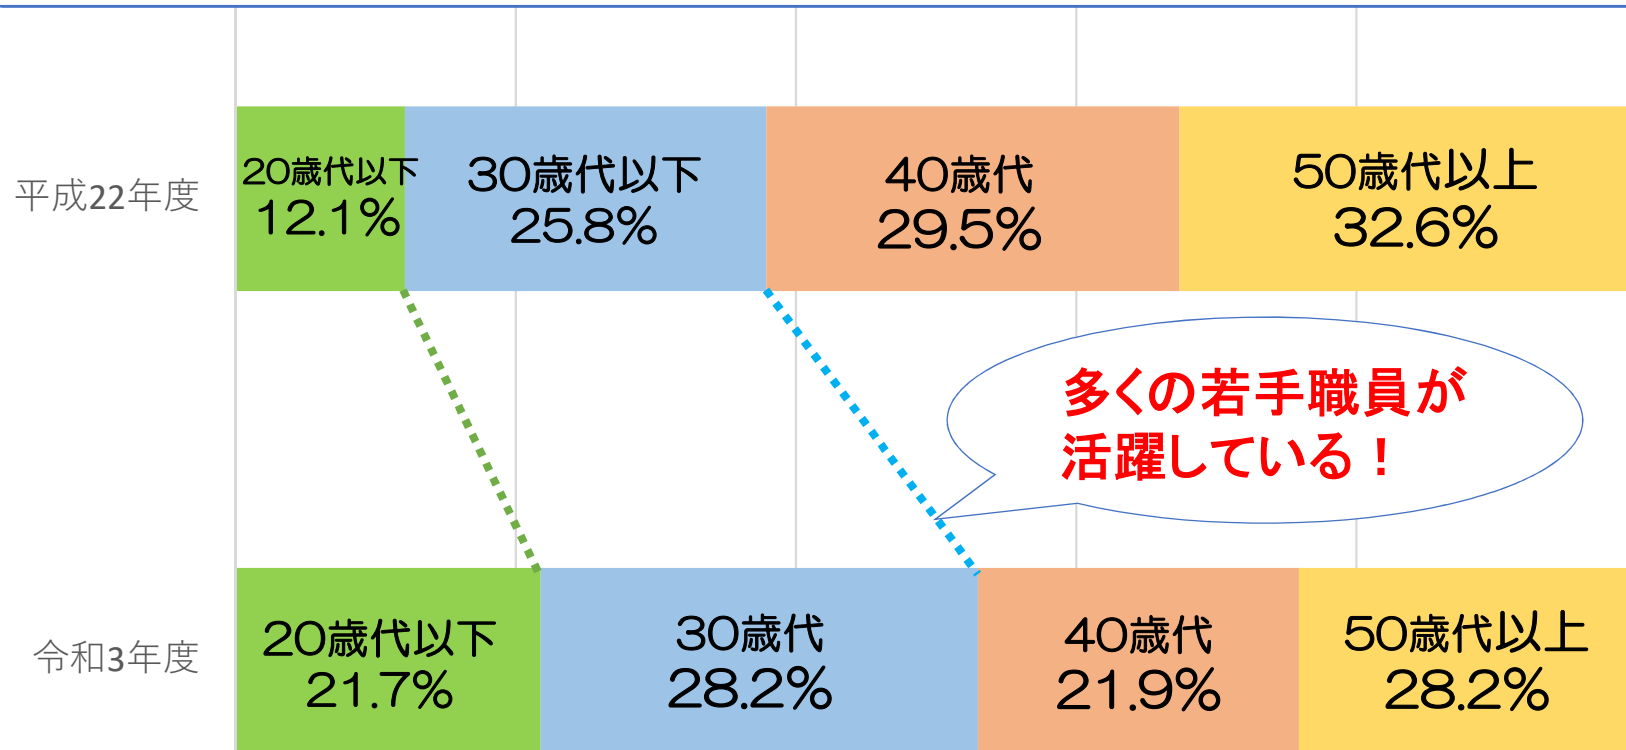 平成22年度
20歳代以下
12.1%
30歳代以下
25.8%
40歳代
29.5%
50歳代以上
32.6%
多くの若手職員が
活躍している！
令和3年度
20歳代以下
21.7%
30歳代
28.2%
40歳代
21.9%
50歳代以上
28.2%